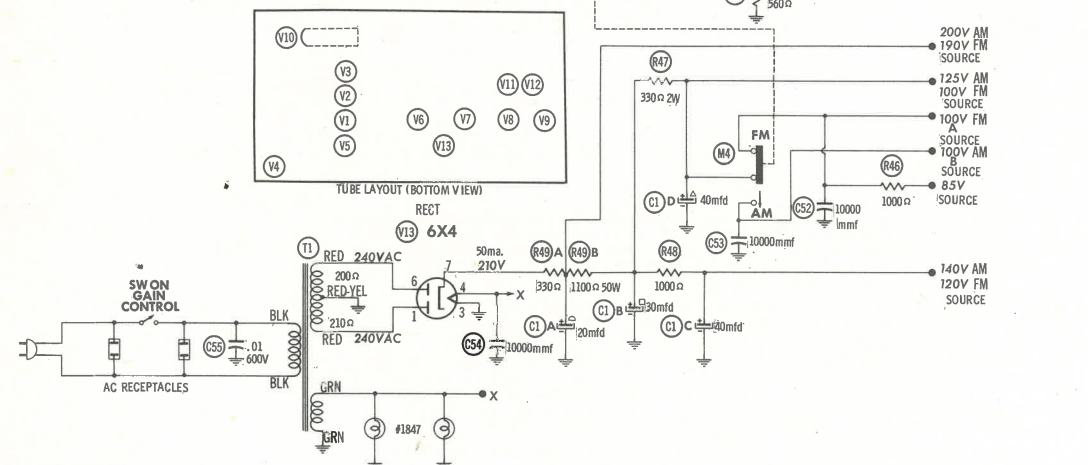 560Ω
V10
V3
V2
V1
V5
V4
V6
V7
V13
V11
V12
V8
V9
TUBE LAYOUT (BOTTOM VIEW)
RECT
V13 6X4
200V AM
190V FM
SOURCE
R47
330Ω 2W
125V AM
100V FM
SOURCE
100V FM
A
SOURCE
100V AM
B
SOURCE
FM
M4
AM
R46
1000Ω
85V
SOURCE
C1 D 40mfd
C52 10000
mmf
C53 10000mmf
T1
RED 240VAC
200Ω
RED-YEL
210Ω
RED 240VAC
6
1
7
4
3
50ma.
210V
R49 A R49 B
330Ω 1100Ω 50W
R48
1000Ω
140V AM
120V FM
SOURCE
X
C54 10000mmf
C1 A 20mfd
C1 B 30mfd
C1 C 40mfd
SW ON
GAIN
CONTROL
BLK
C55 .01
600V
BLK
AC RECEPTACLES
GRN
X
#1847
GRN